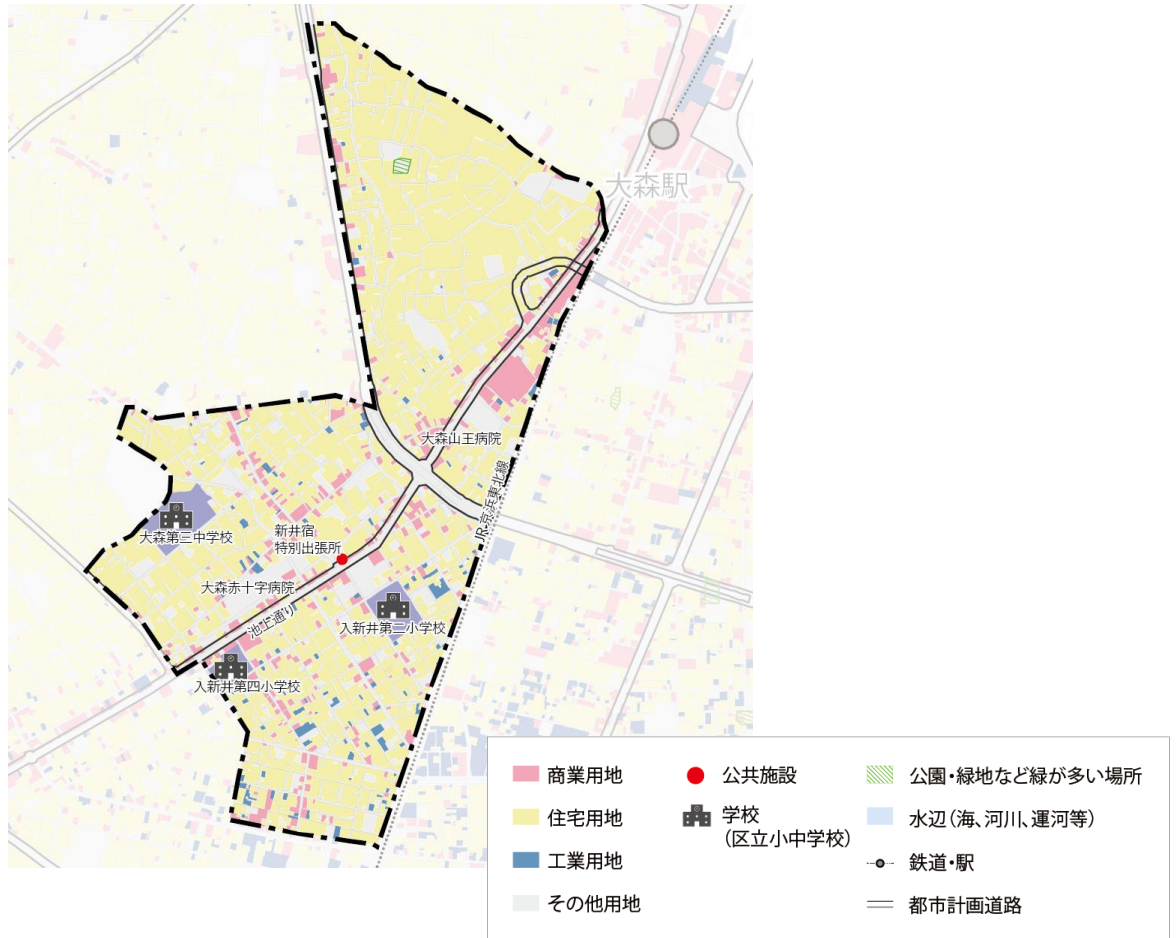 大森駅
大森山王病院
JR京浜東北線
大森第三中学校
新井宿
特別出張所
大森赤十字病院
池上通り
入新井第二小学校
入新井第四小学校
商業用地
住宅用地
工業用地
その他用地
公共施設
学校
(区立小中学校)
公園・緑地など緑が多い場所
水辺(海、河川、運河等)
鉄道・駅
都市計画道路